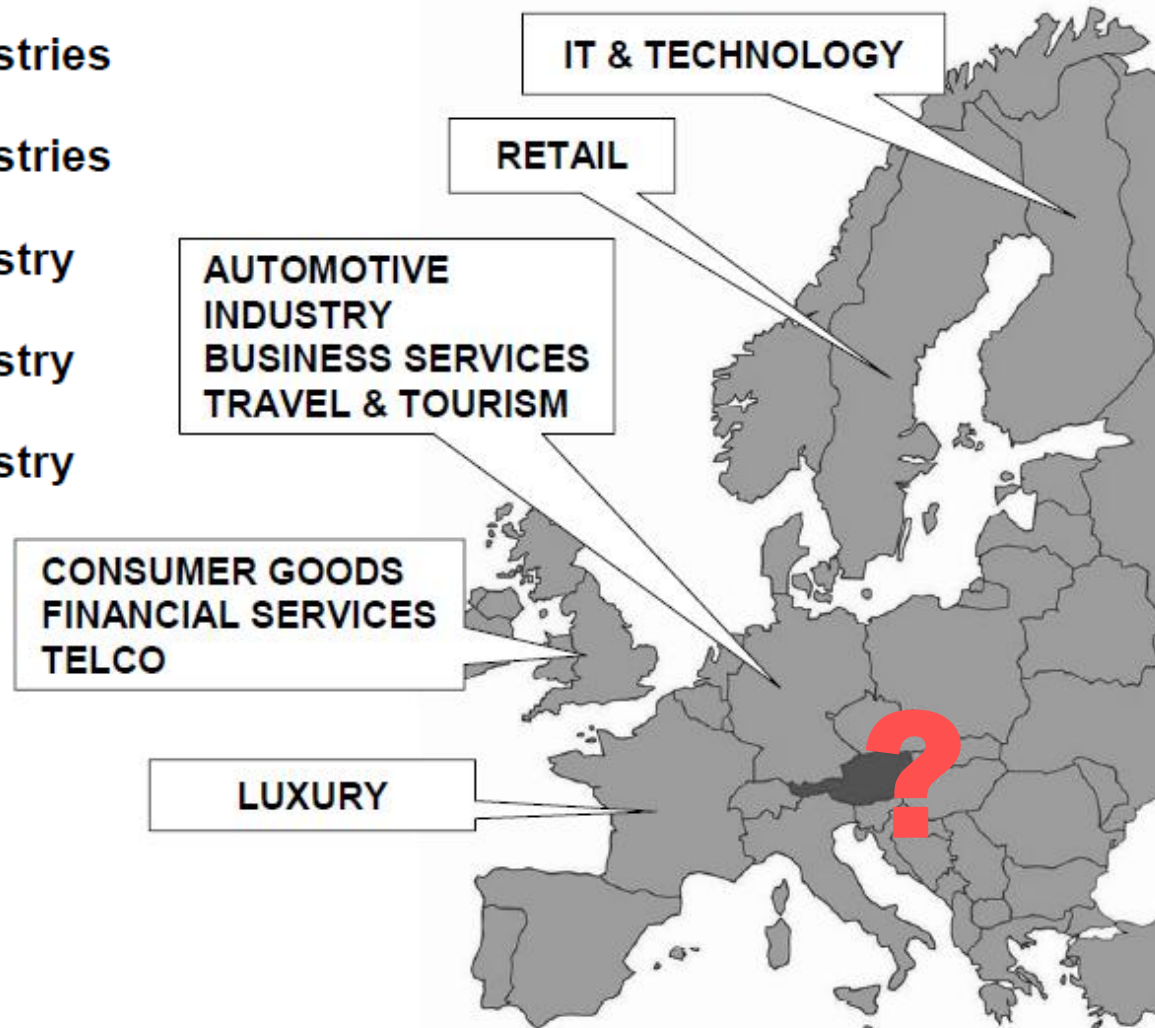 stries
stries
stry
stry
stry
IT & TECHNOLOGY
RETAIL
AUTOMOTIVE
INDUSTRY
BUSINESS SERVICES
TRAVEL & TOURISM
CONSUMER GOODS
FINANCIAL SERVICES
TELCO
LUXURY
?